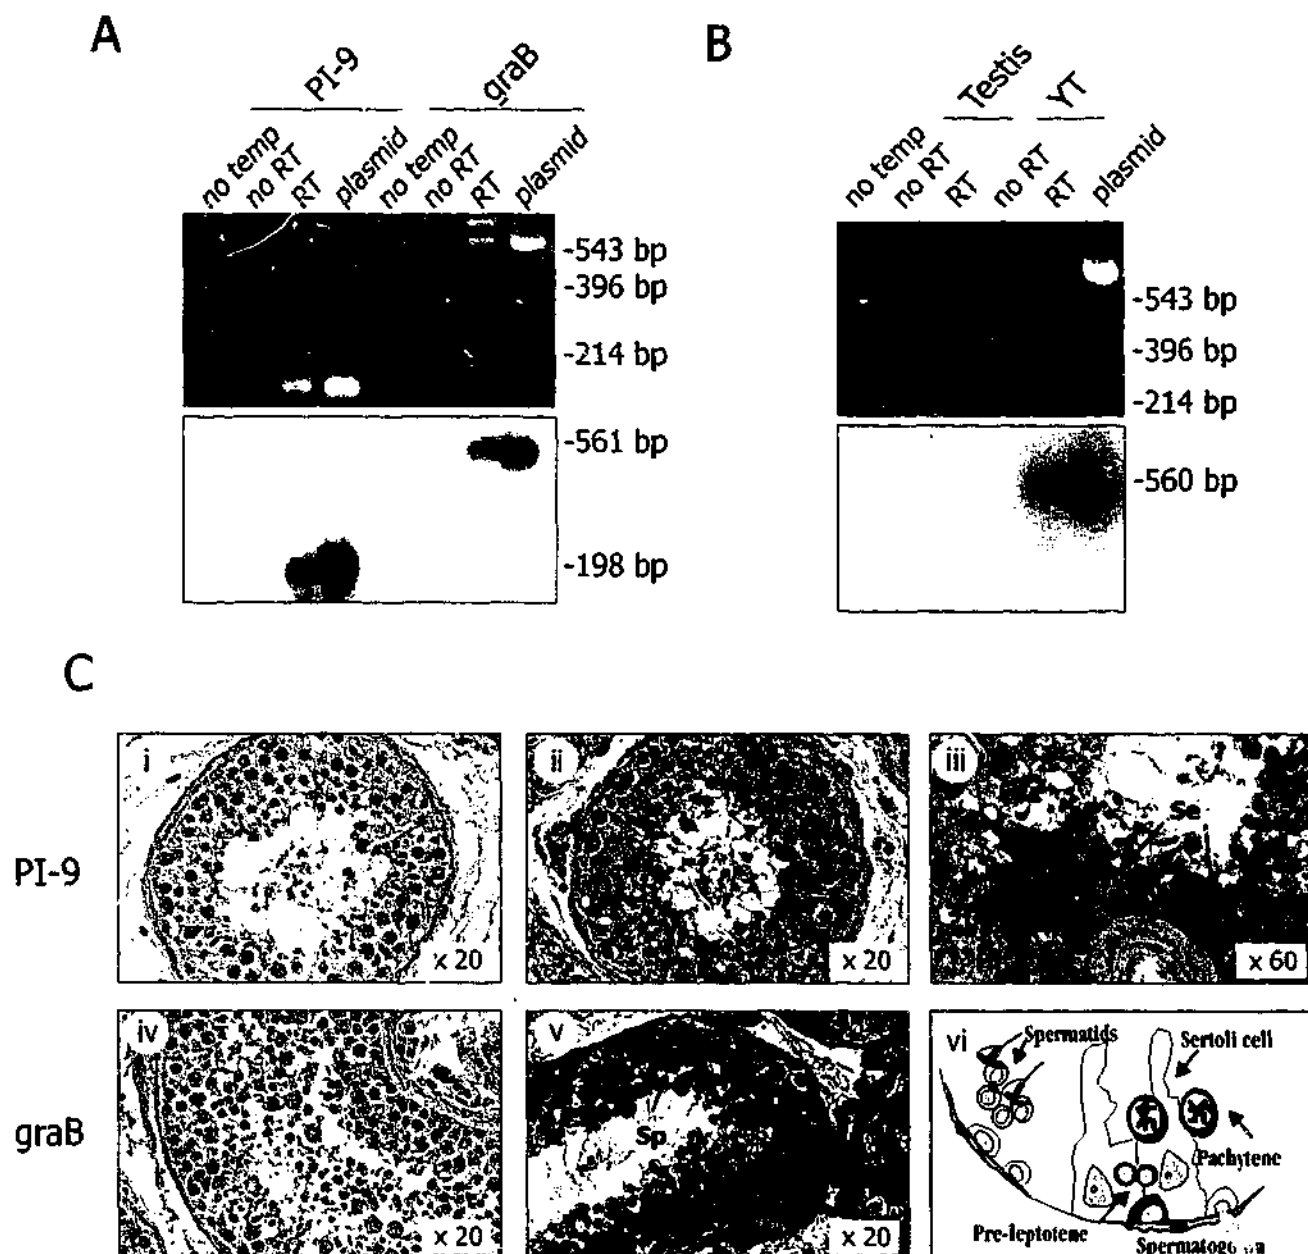 A
PI-9
graB
no temp
no RT
RT
plasmid
no temp
no RT
RT
plasmid
-543 bp
-396 bp
-214 bp
-561 bp
-198 bp
B
Testis
YT
no temp
no RT
RT
no RT
RT
plasmid
-543 bp
-396 bp
-214 bp
-560 bp
C
PI-9
i
x 20
ii
x 20
iii
Se
x 60
graB
iv
x 20
v
Sp
x 20
vi
Spermatids
Sertoli cell
Pachytene
Pre-leptotene